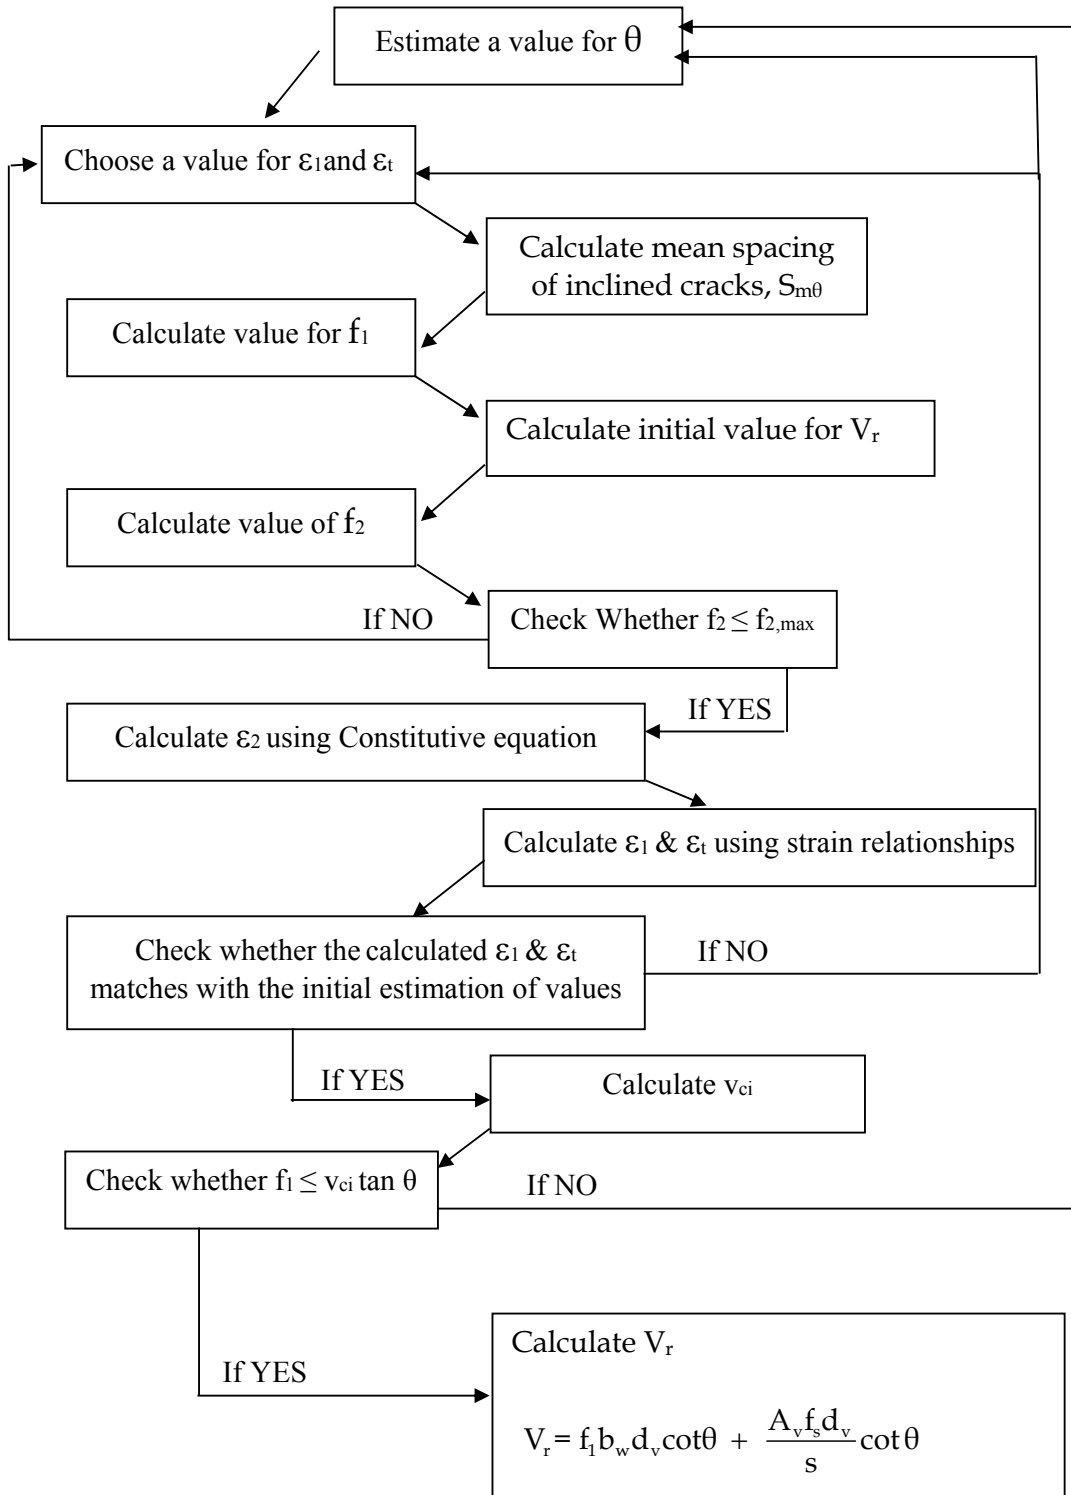 Estimate a value for θ
Choose a value for ε₁ and εₜ
Calculate mean spacing
of inclined cracks, Sₘθ
Calculate value for f₁
Calculate initial value for Vᵣ
Calculate value of f₂
If NO
Check Whether f₂ ≤ f₂,max
If YES
Calculate ε₂ using Constitutive equation
Calculate ε₁ & εₜ using strain relationships
Check whether the calculated ε₁ & εₜ
matches with the initial estimation of values
If NO
If YES
Calculate v_ci
Check whether f₁ ≤ v_ci tan θ
If NO
Calculate Vᵣ
If YES
Vᵣ = f₁b_wd_vcotθ + A_vf_sd_v/s cotθ